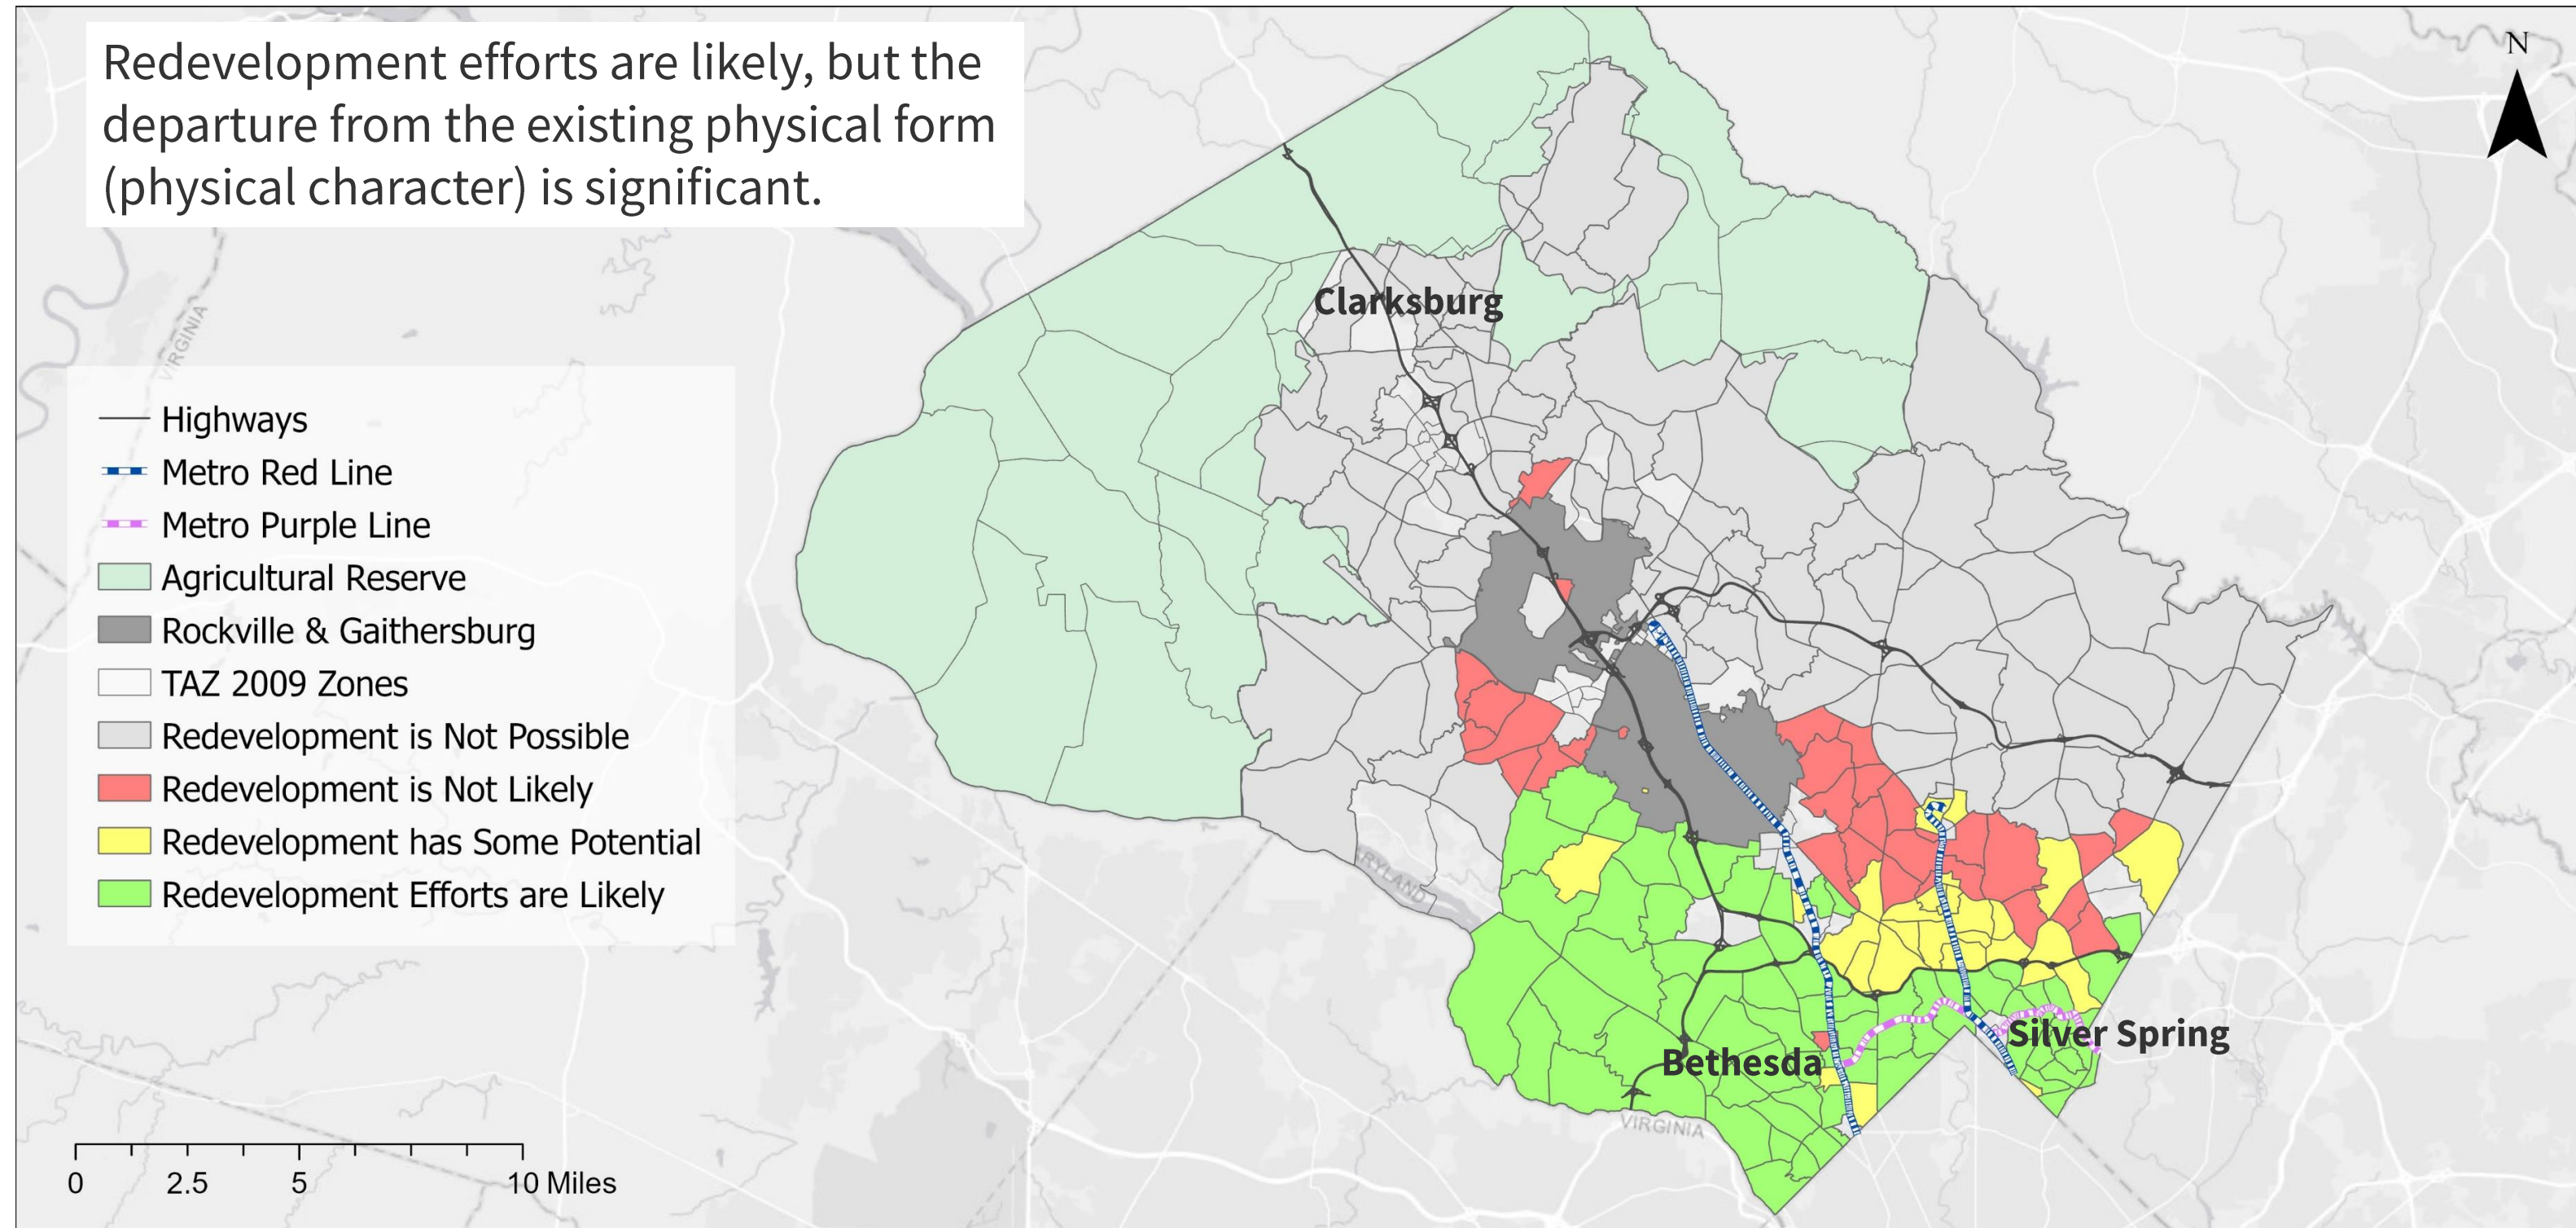 Redevelopment efforts are likely, but the
departure from the existing physical form
(physical character) is significant.
N
VIRGINIA
Clarksburg
Highways
Metro Red Line
Metro Purple Line
Agricultural Reserve
Rockville & Gaithersburg
TAZ 2009 Zones
Redevelopment is Not Possible
Redevelopment is Not Likely
Redevelopment has Some Potential
Redevelopment Efforts are Likely
RYLAND
Silver Spring
Bethesda
VIRGINIA
0 2.5 5 10 Miles